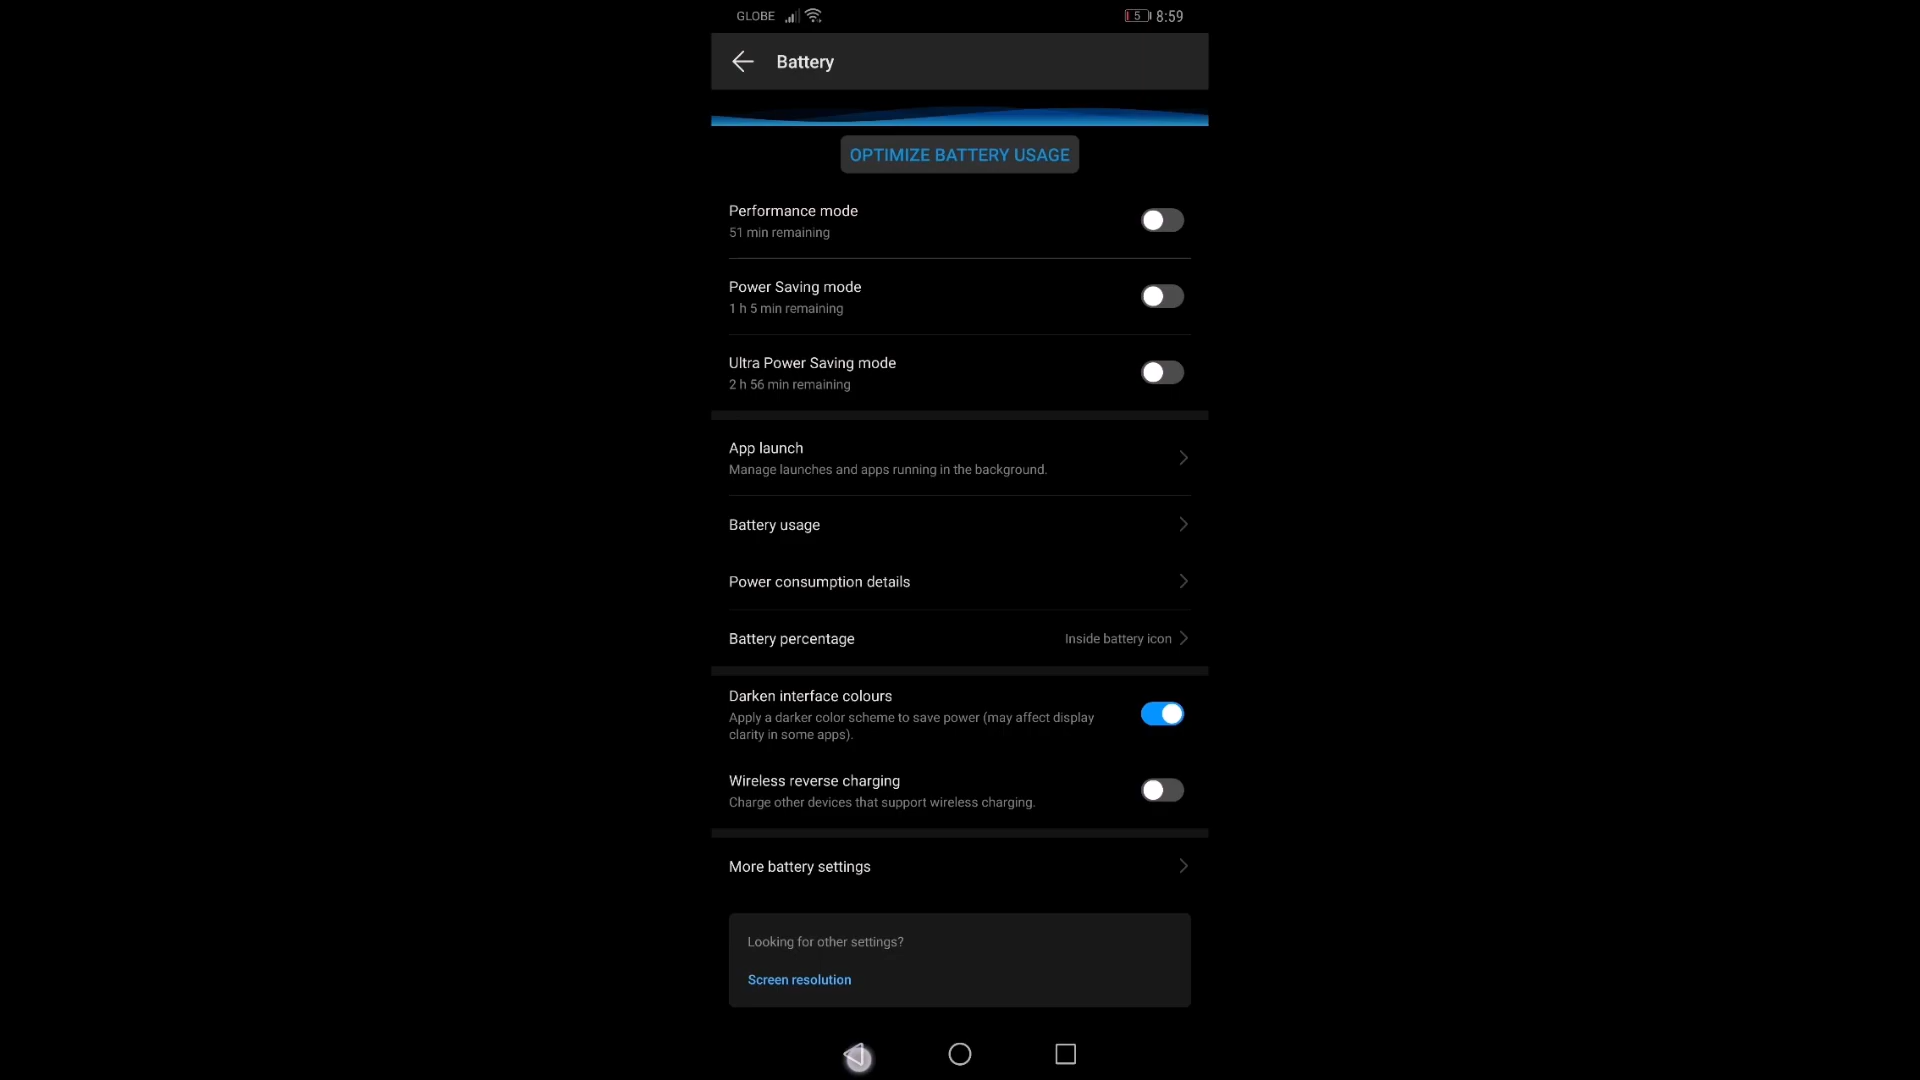 GLOBE 5 8:59
Battery
OPTIMIZE BATTERY USAGE
Performance mode
51 min remaining
Power Saving mode
1 h 5 min remaining
Ultra Power Saving mode
2 h 56 min remaining
App launch
Manage launches and apps running in the background.
Battery usage
Power consumption details
Battery percentage Inside battery icon
Darken interface colours
Apply a darker color scheme to save power (may affect display
clarity in some apps).
Wireless reverse charging
Charge other devices that support wireless charging.
More battery settings
Looking for other settings?
Screen resolution